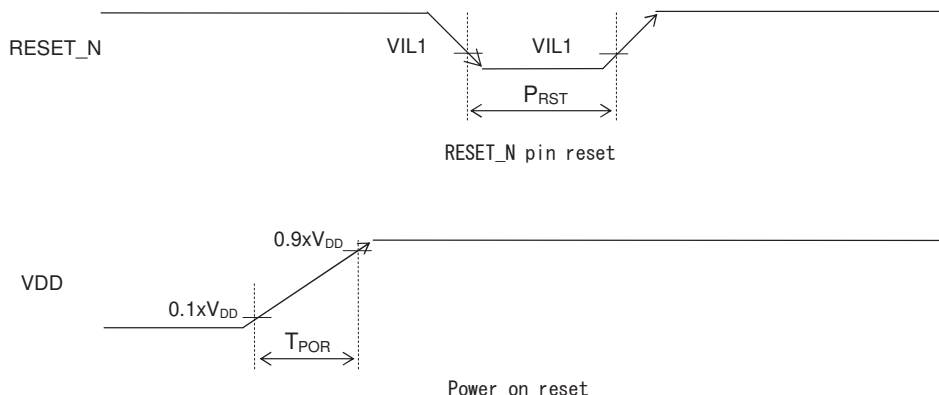 RESET_N
VIL1
VIL1
PRST
RESET_N pin reset
0.9xVDD
VDD
0.1xVDD
TPOR
Power on reset